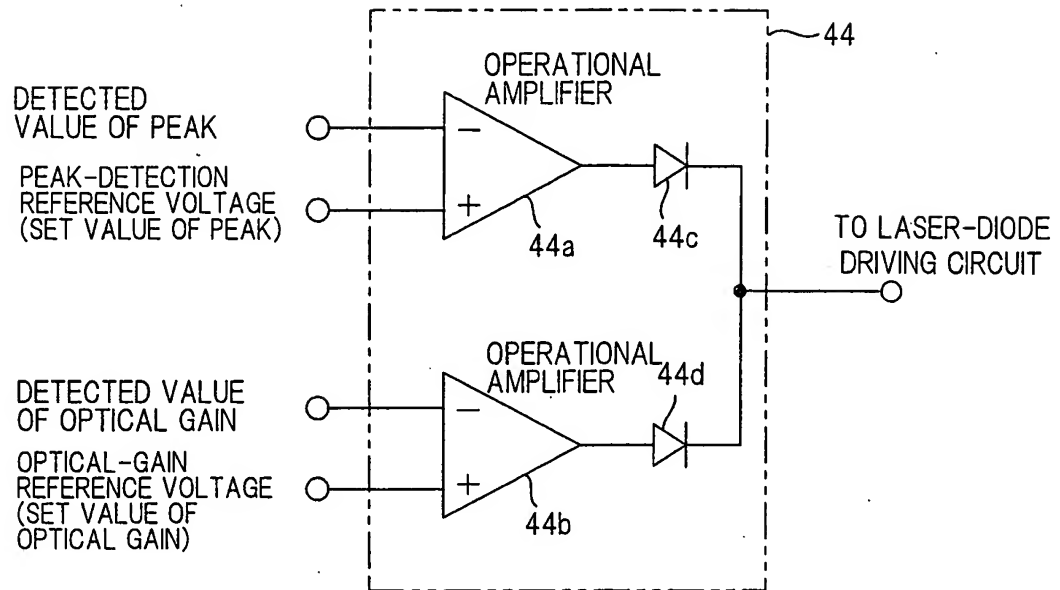 44
OPERATIONAL
AMPLIFIER
DETECTED
VALUE OF PEAK
−
PEAK-DETECTION
REFERENCE VOLTAGE
(SET VALUE OF PEAK)
+
44a
44c
TO LASER-DIODE
DRIVING CIRCUIT
OPERATIONAL
AMPLIFIER
44d
DETECTED VALUE
OF OPTICAL GAIN
−
OPTICAL-GAIN
REFERENCE VOLTAGE
(SET VALUE OF
OPTICAL GAIN)
+
44b